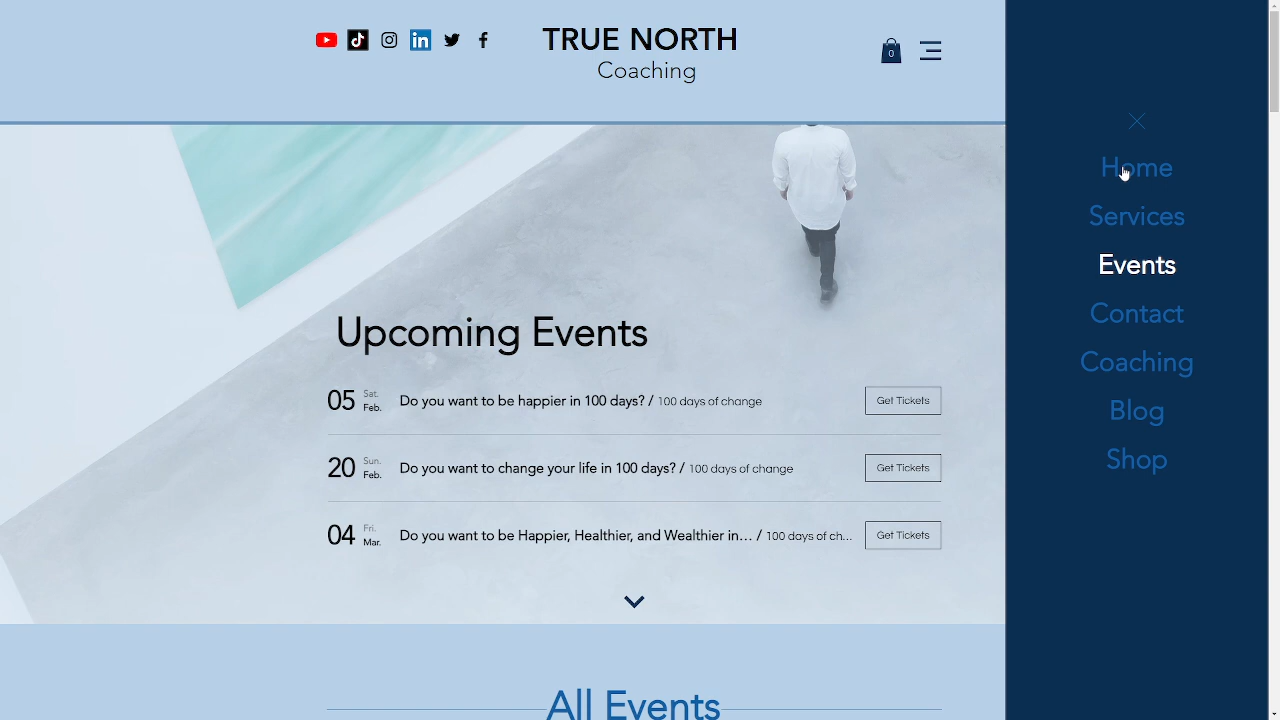 TRUE NORTH
Coaching
0
Home
Services
Events
Contact
Coaching
Blog
Shop
Upcoming Events
05 Sat. Feb. Do you want to be happier in 100 days? / 100 days of change Get Tickets
20 Sun. Feb. Do you want to change your life in 100 days? / 100 days of change Get Tickets
04 Fri. Mar. Do you want to be Happier, Healthier, and Wealthier in... / 100 days of ch... Get Tickets
All Events